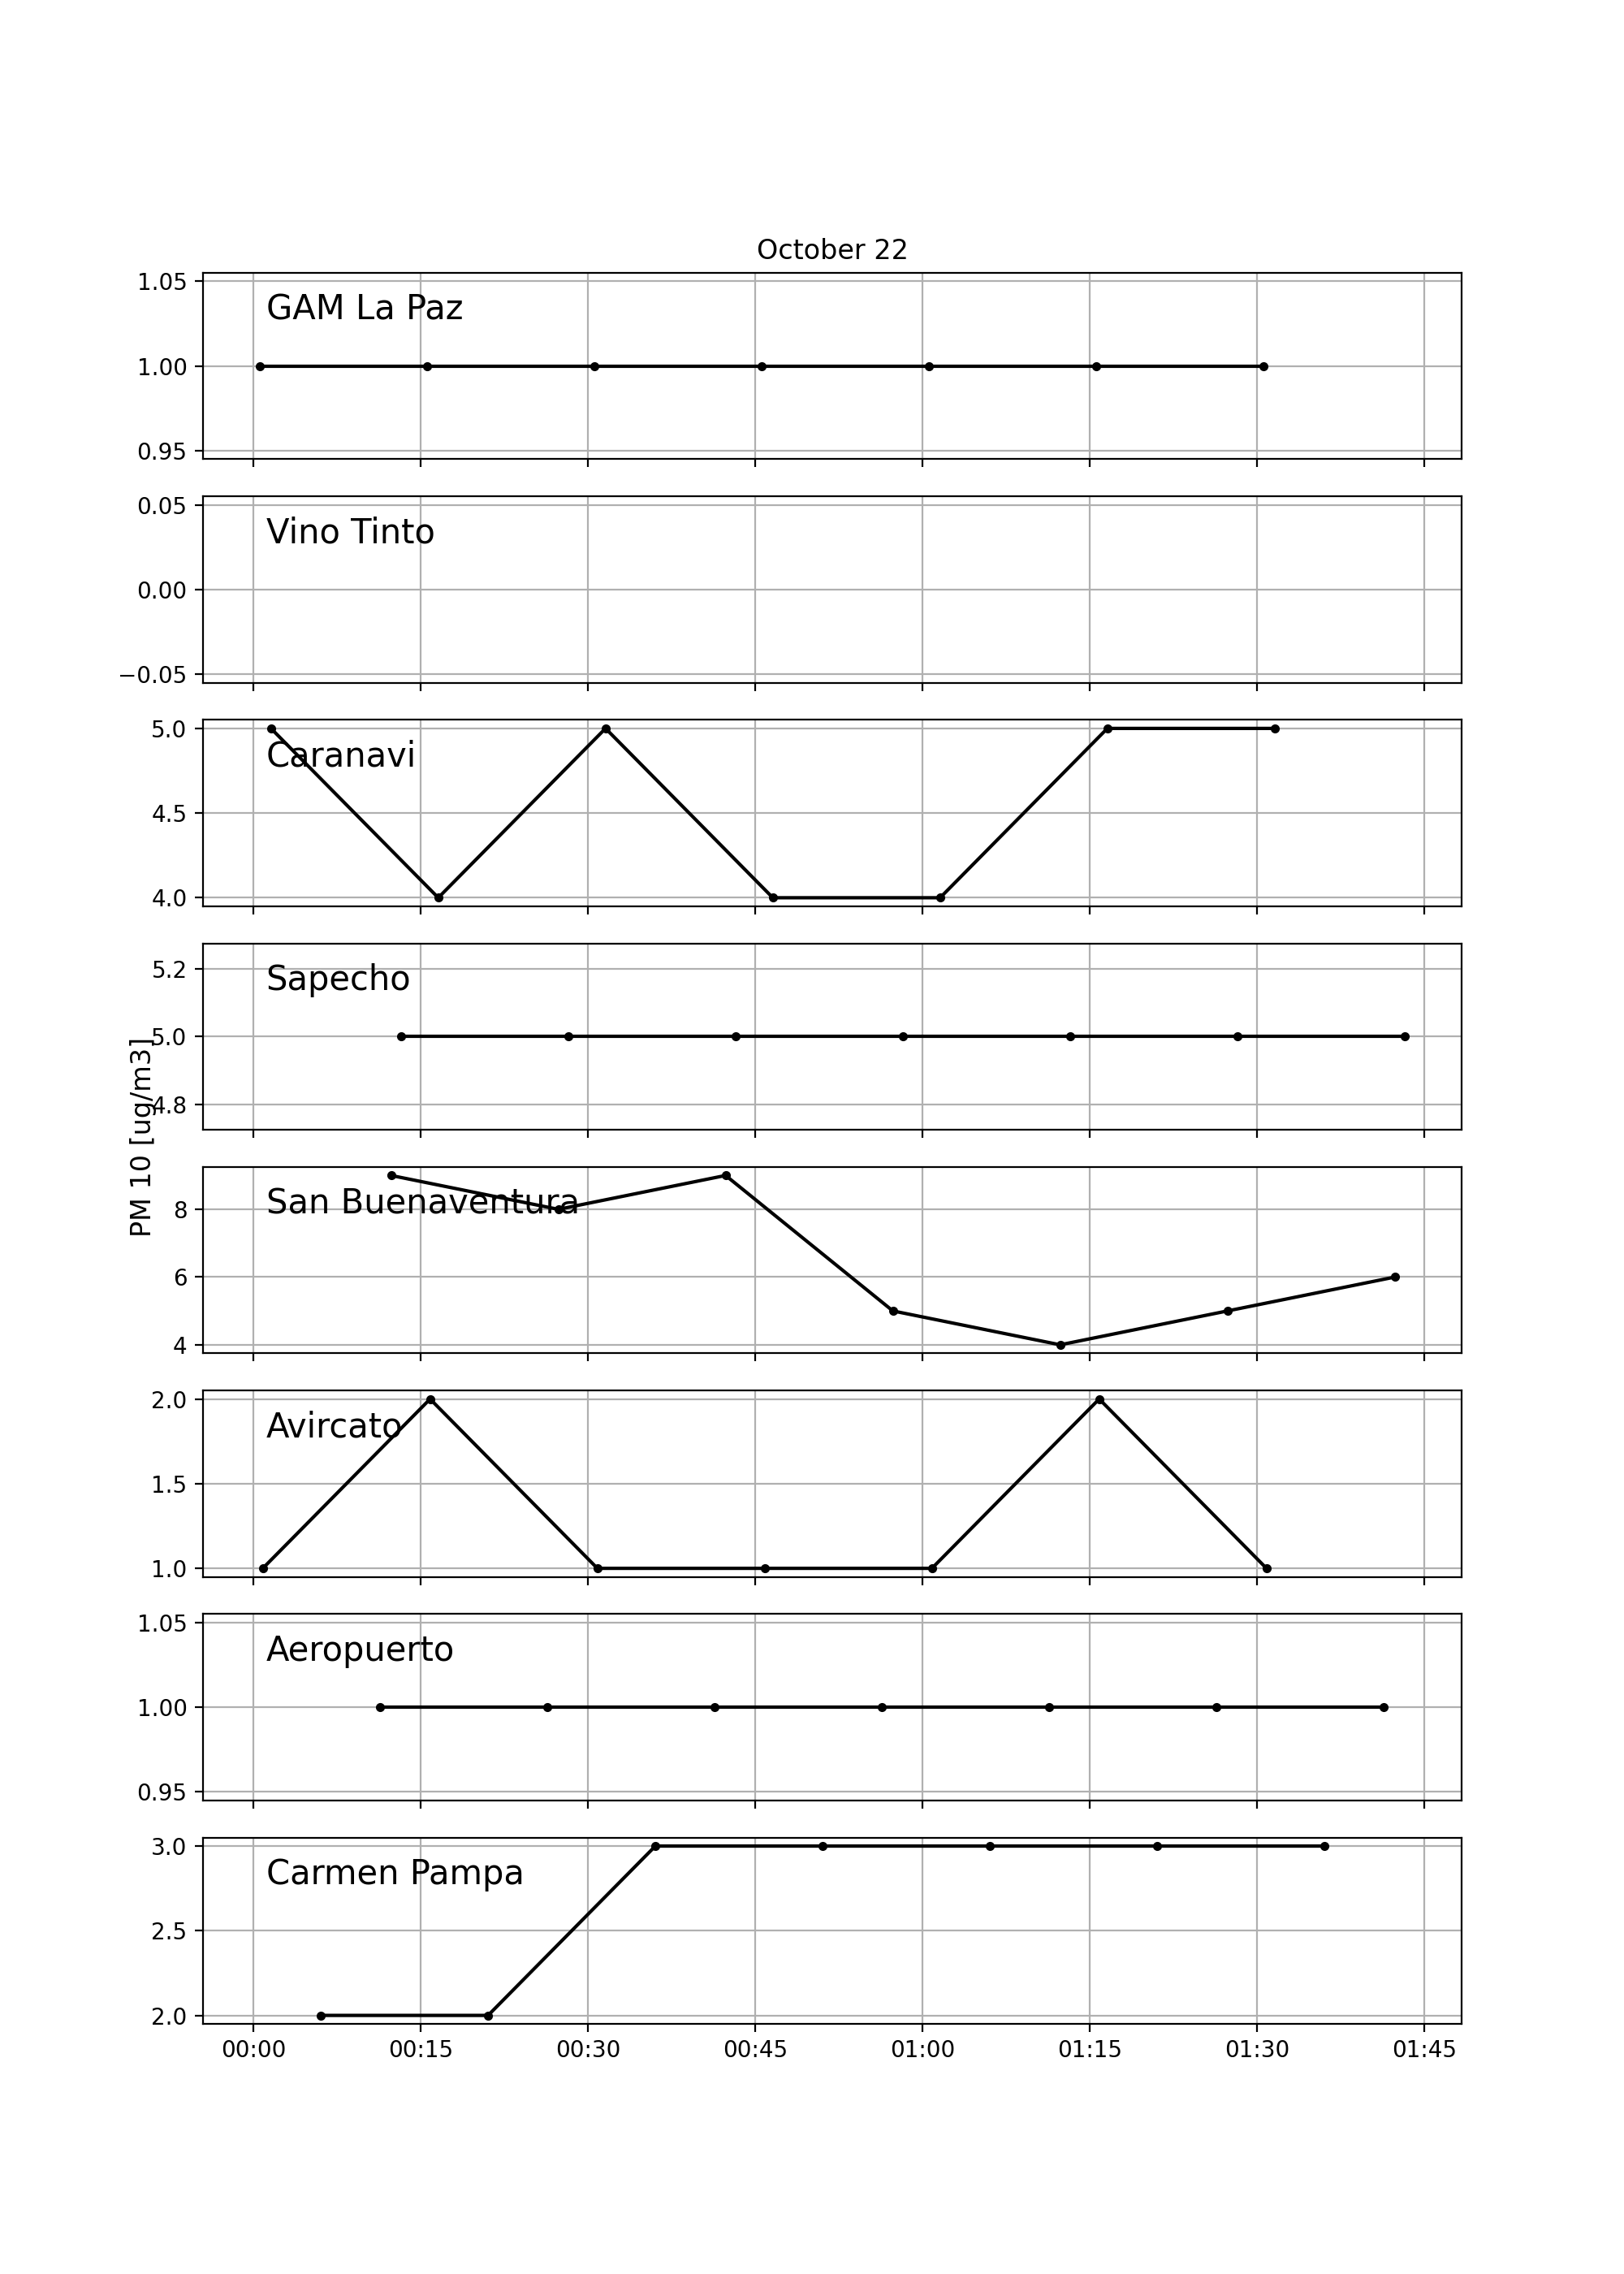 October 22
1.05
GAM La Paz
1.00
0.95
0.05
Vino Tinto
0.00
−0.05
5.0
Caranavi
4.5
4.0
5.2
Sapecho
5.0
4.8
PM 10 [ug/m3]
San Buenaventura
8
6
4
2.0
Avircato
1.5
1.0
1.05
Aeropuerto
1.00
0.95
3.0
Carmen Pampa
2.5
2.0
00:00 00:15 00:30 00:45 01:00 01:15 01:30 01:45